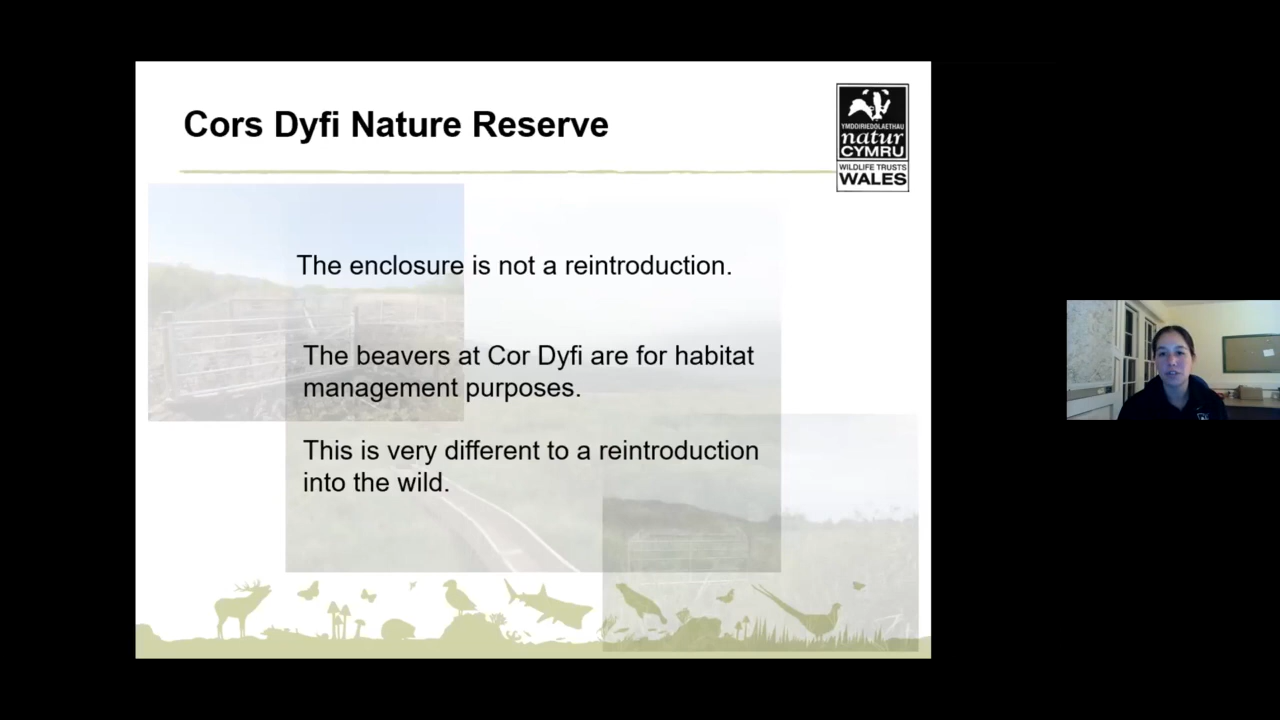 Cors Dyfi Nature Reserve
YMDDIRIEDOLAETHAU
natur
CYMRU
WILDLIFE TRUSTS
WALES
The enclosure is not a reintroduction.
The beavers at Cor Dyfi are for habitat
management purposes.
This is very different to a reintroduction
into the wild.